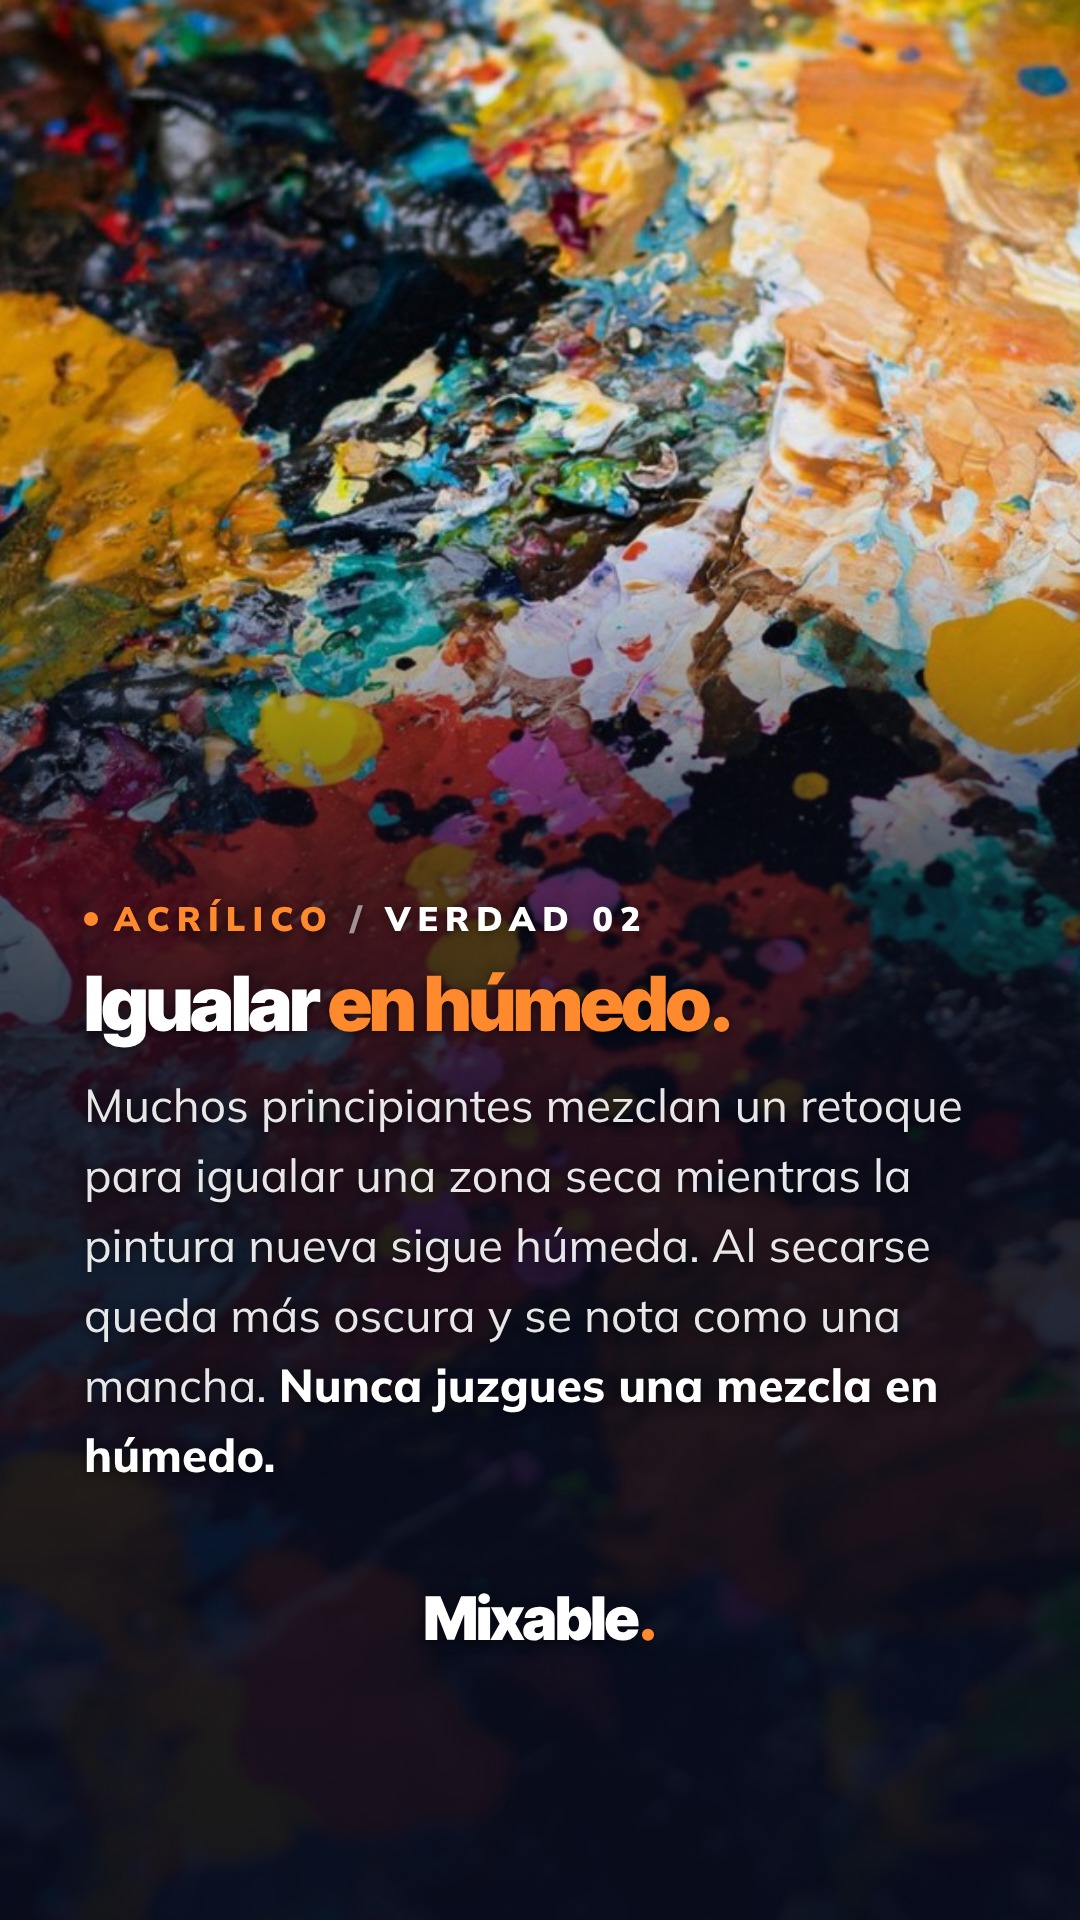 • ACRÍLICO / VERDAD 02
Igualar en húmedo.
Muchos principiantes mezclan un retoque
para igualar una zona seca mientras la
pintura nueva sigue húmeda. Al secarse
queda más oscura y se nota como una
mancha. Nunca juzgues una mezcla en
húmedo.
Mixable.